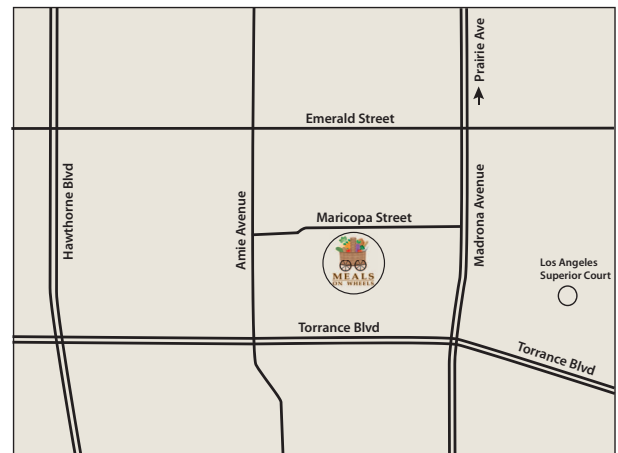 Prairie Ave
Emerald Street
Hawthorne Blvd
Amie Avenue
Maricopa Street
Madrona Avenue
MEALS
ON WHEELS
Los Angeles
Superior Court
Torrance Blvd
Torrance Blvd